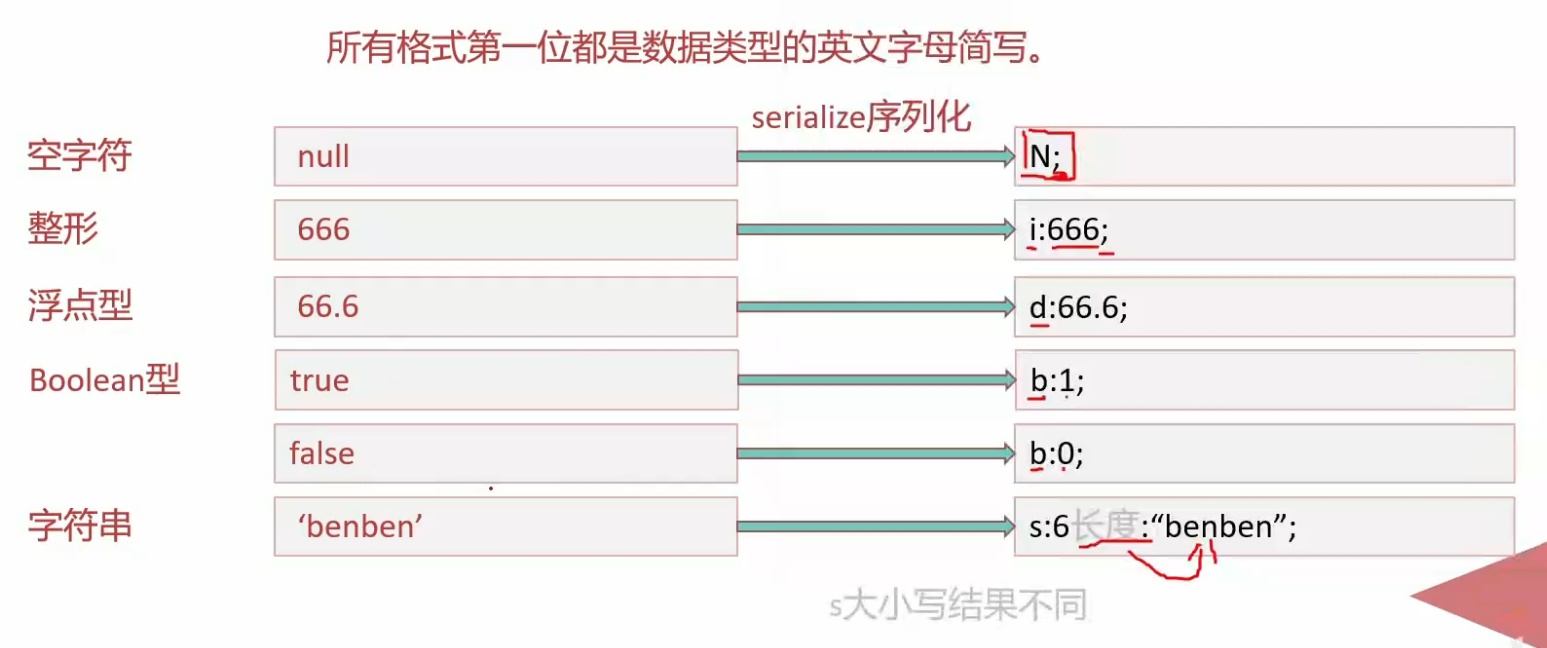 所有格式第一位都是数据类型的英文字母简写。
serialize序列化
空字符 null N;
整形 666 i:666;
浮点型 66.6 d:66.6;
Boolean型 true b:1;
false b:0;
字符串 ‘benben’ s:6长度:“benben”;
s大小写结果不同